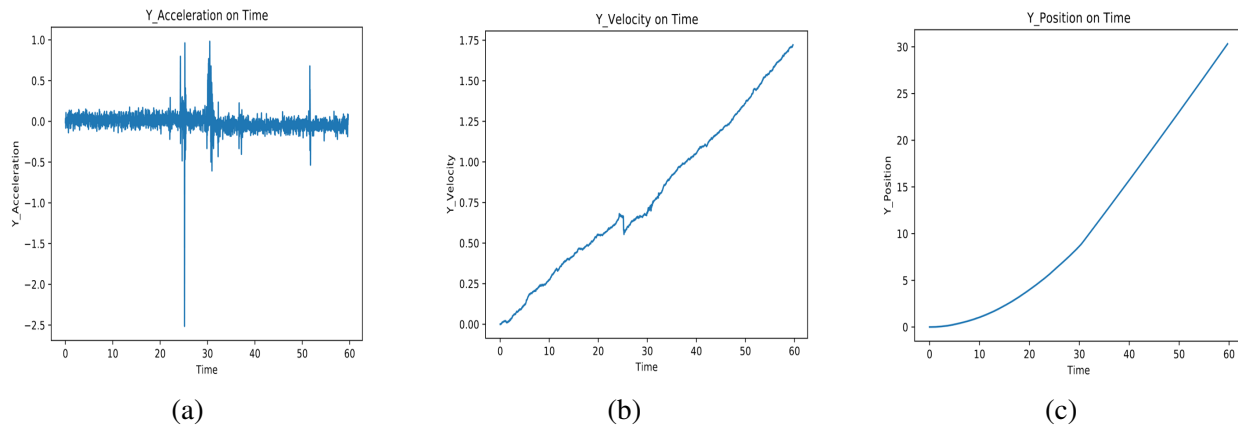 Y_Acceleration on Time
1.0
0.5
0.0
−0.5
−1.0
−1.5
−2.0
−2.5
Y_Acceleration
0 10 20 30 40 50 60
Time
(a)
Y_Velocity on Time
1.75
1.50
1.25
1.00
0.75
0.50
0.25
0.00
Y_Velocity
0 10 20 30 40 50 60
Time
(b)
Y_Position on Time
30
25
20
15
10
5
0
Y_Position
0 10 20 30 40 50 60
Time
(c)